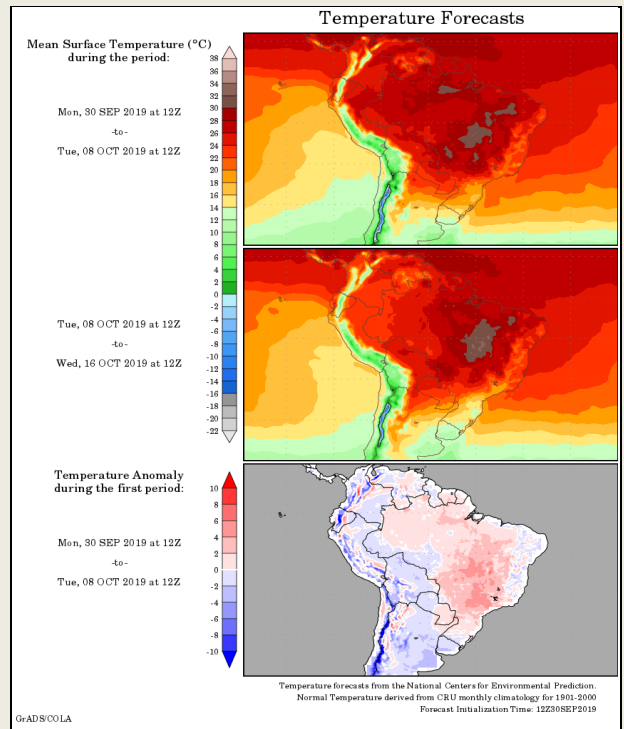 Temperature Forecasts
Mean Surface Temperature (°C)
during the period:
Mon, 30 SEP 2019 at 12Z
-to-
Tue, 08 OCT 2019 at 12Z
38
36
34
32
30
28
26
24
22
20
18
16
14
12
10
8
6
4
2
0
-2
-4
-6
-8
-10
-12
-14
-16
-18
-20
-22
Tue, 08 OCT 2019 at 12Z
-to-
Wed, 16 OCT 2019 at 12Z
Temperature Anomaly
during the first period:
Mon, 30 SEP 2019 at 12Z
-to-
Tue, 08 OCT 2019 at 12Z
10
8
6
4
2
0
-2
-4
-6
-8
-10
Temperature forecasts from the National Centers for Environmental Prediction.
Normal Temperature derived from CRU monthly climatology for 1901-2000
Forecast Initialization Time: 12Z30SEP2019
GrADS/COLA